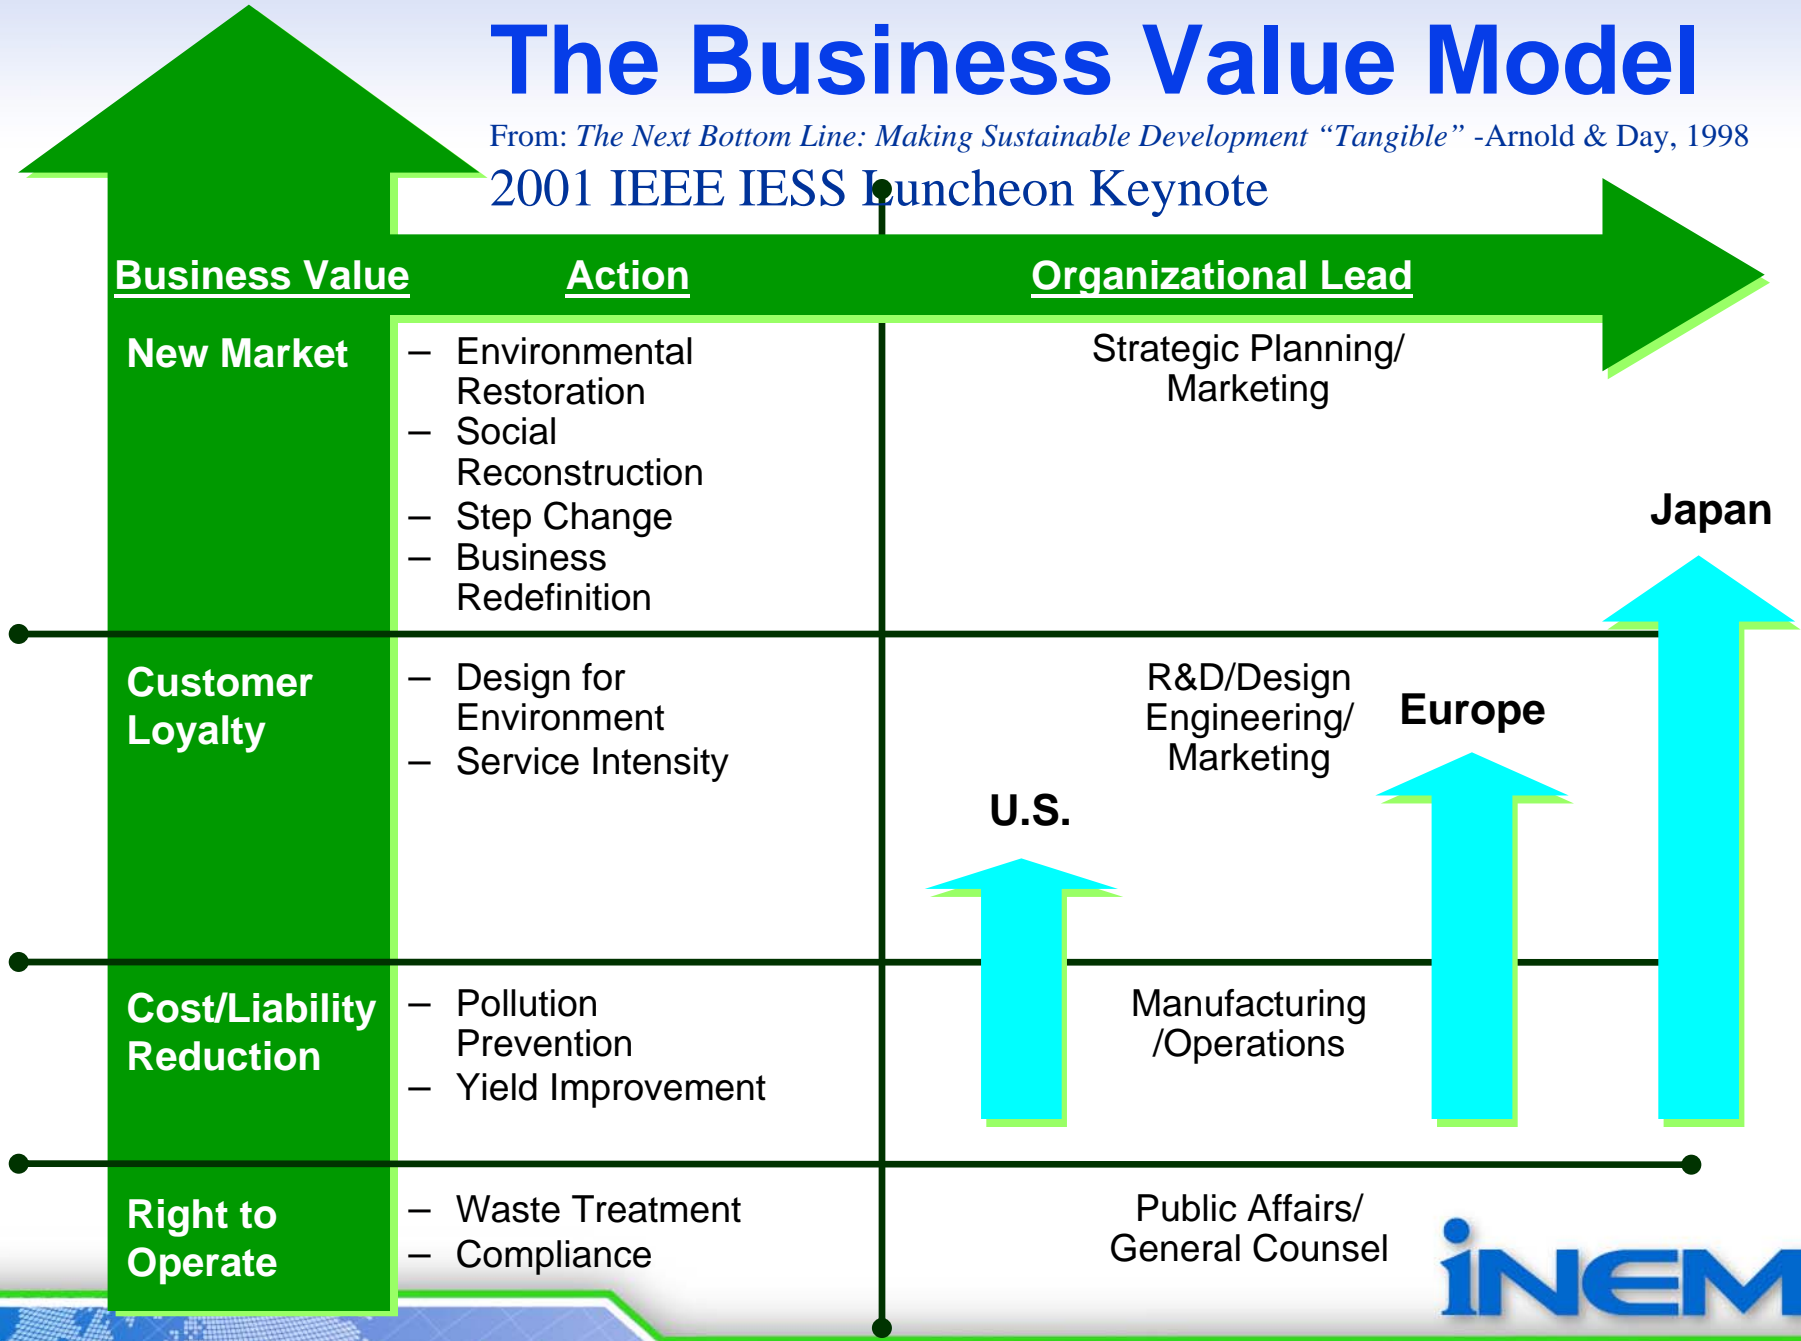 The Business Value Model
From: The Next Bottom Line: Making Sustainable Development “Tangible” -Arnold & Day, 1998
2001 IEEE IESS Luncheon Keynote
Business Value
Action
Organizational Lead
New Market
– Environmental
Restoration
– Social
Reconstruction
– Step Change
– Business
Redefinition
Strategic Planning/
Marketing
Japan
Customer
Loyalty
– Design for
Environment
– Service Intensity
R&D/Design
Engineering/
Marketing
Europe
U.S.
Cost/Liability
Reduction
– Pollution
Prevention
– Yield Improvement
Manufacturing
/Operations
Right to
Operate
– Waste Treatment
– Compliance
Public Affairs/
General Counsel
iNEM